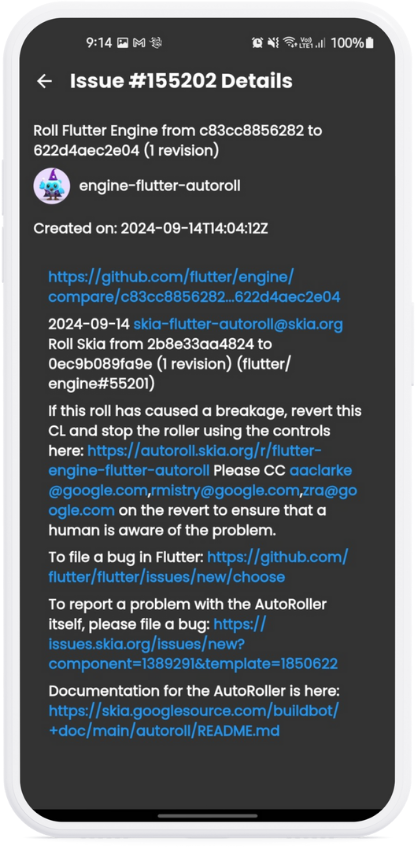 9:14
Vo))
LTE1
100%
Issue #155202 Details
Roll Flutter Engine from c83cc8856282 to
622d4aec2e04 (1 revision)
engine-flutter-autoroll
Created on: 2024-09-14T14:04:12Z
https://github.com/flutter/engine/
compare/c83cc8856282...622d4aec2e04
2024-09-14 skia-flutter-autoroll@skia.org
Roll Skia from 2b8e33aa4824 to
0ec9b089fa9e (1 revision) (flutter/
engine#55201)
If this roll has caused a breakage, revert this
CL and stop the roller using the controls
here: https://autoroll.skia.org/r/flutter-
engine-flutter-autoroll Please CC aaclarke
@google.com,rmistry@google.com,zra@go
ogle.com on the revert to ensure that a
human is aware of the problem.
To file a bug in Flutter: https://github.com/
flutter/flutter/issues/new/choose
To report a problem with the AutoRoller
itself, please file a bug: https://
issues.skia.org/issues/new?
component=1389291&template=1850622
Documentation for the AutoRoller is here:
https://skia.googlesource.com/buildbot/
+doc/main/autoroll/README.md